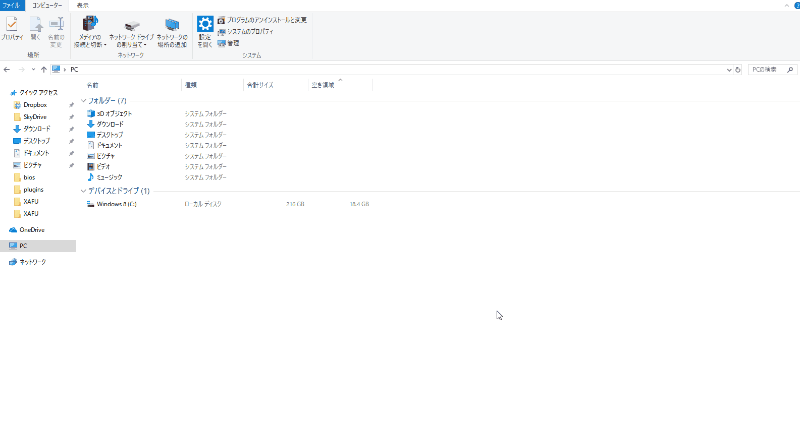 ファイル コンピューター 表示
プロパティ 開く 名前の変更 メディアの接続と切断 ネットワーク ドライブの割り当て ネットワークの場所の追加 設定を開く プログラムのアンインストールと変更
システムのプロパティ
管理
場所 ネットワーク システム
PC PCの検索
名前 種類 合計サイズ 空き領域
クイック アクセス
Dropbox
SkyDrive
ダウンロード
デスクトップ
ドキュメント
ピクチャ
bios
plugins
XAFU
XAFU
OneDrive
PC
ネットワーク
フォルダー (7)
3D オブジェクト システム フォルダー
ダウンロード システム フォルダー
デスクトップ システム フォルダー
ドキュメント システム フォルダー
ピクチャ システム フォルダー
ビデオ システム フォルダー
ミュージック システム フォルダー
デバイスとドライブ (1)
Windows 8 (C:) ローカル ディスク GB GB